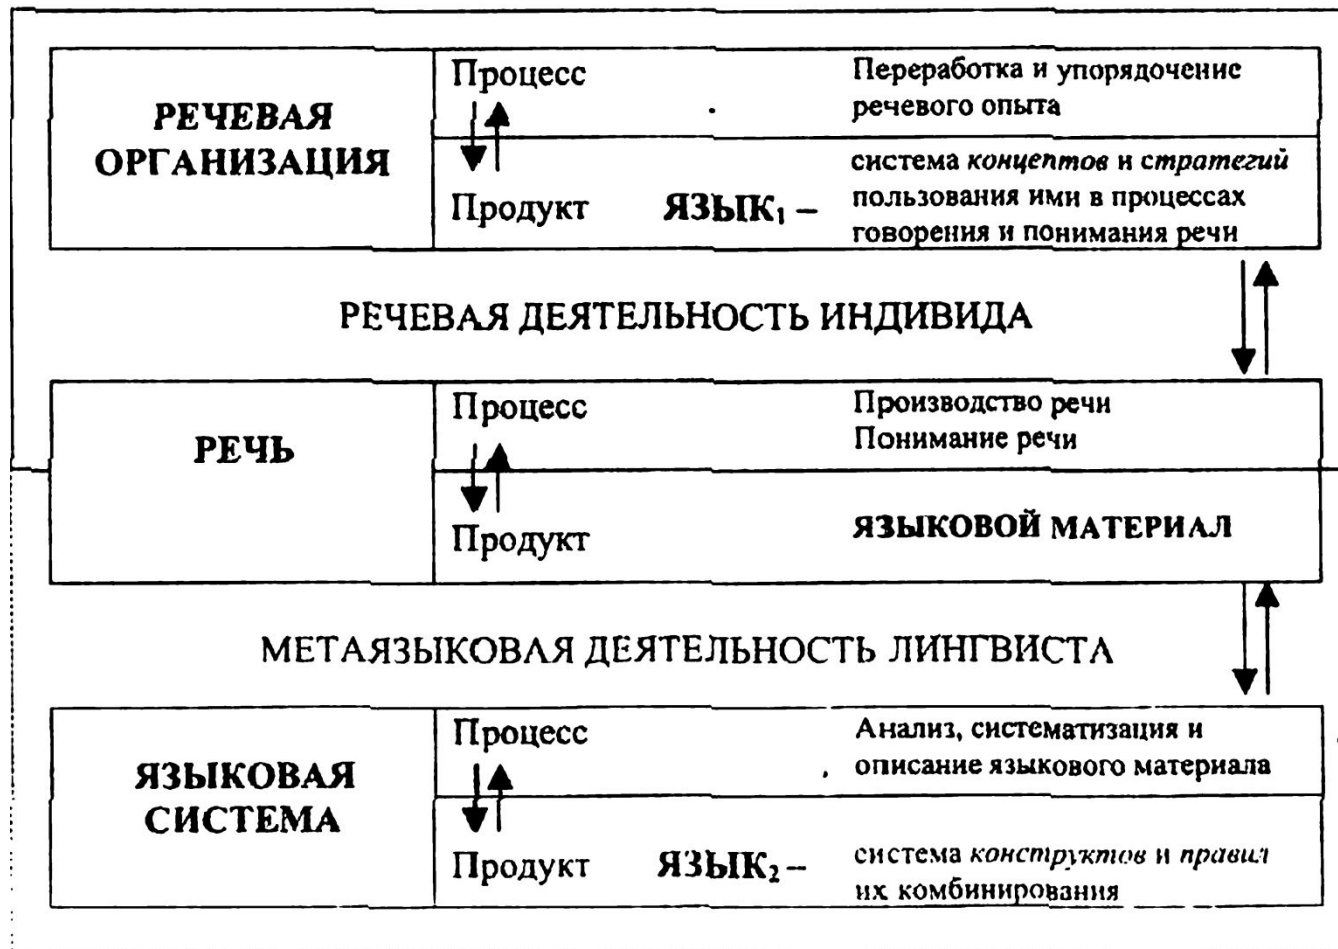 РЕЧЕВАЯ
ОРГАНИЗАЦИЯ
Процесс
Переработка и упорядочение
речевого опыта
Продукт
ЯЗЫК₁ –
система концептов и стратегий
пользования ими в процессах
говорения и понимания речи
РЕЧЕВАЯ ДЕЯТЕЛЬНОСТЬ ИНДИВИДА
РЕЧЬ
Процесс
Производство речи
Понимание речи
Продукт
ЯЗЫКОВОЙ МАТЕРИАЛ
МЕТАЯЗЫКОВАЯ ДЕЯТЕЛЬНОСТЬ ЛИНГВИСТА
ЯЗЫКОВАЯ
СИСТЕМА
Процесс
Анализ, систематизация и
описание языкового материала
Продукт
ЯЗЫК₂ –
система конструктов и правил
их комбинирования